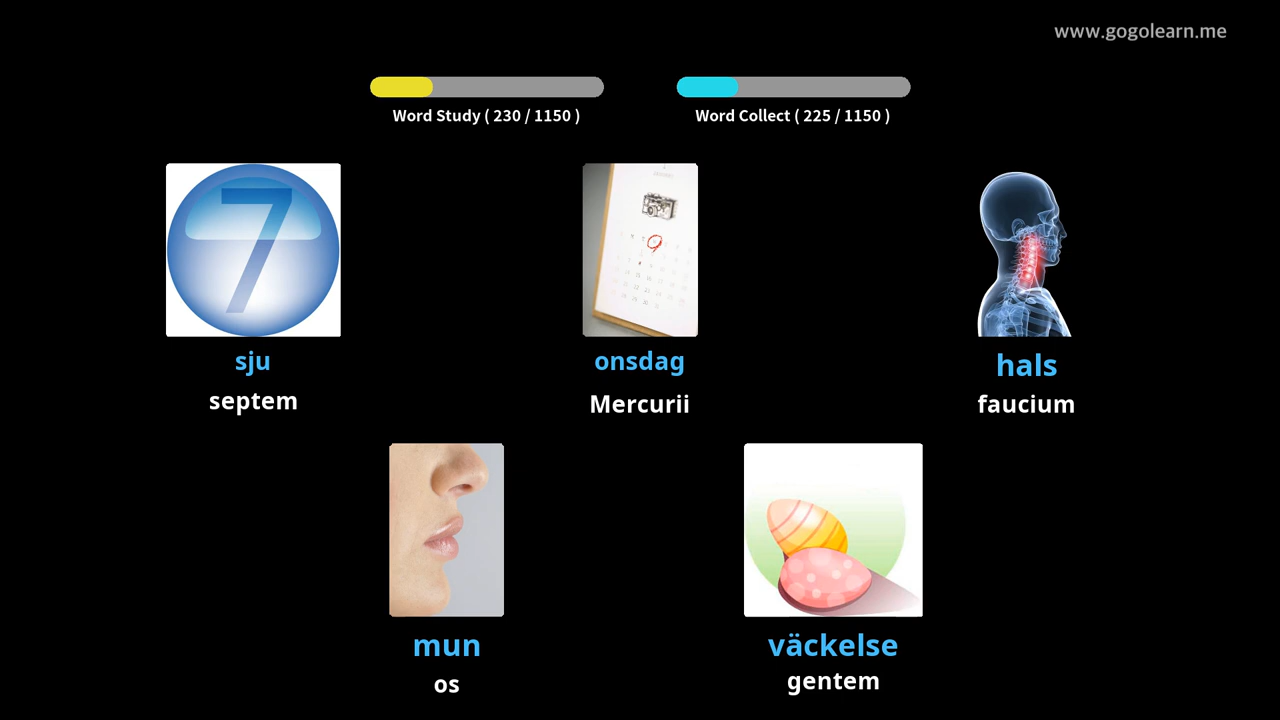 www.gogolearn.me
Word Study ( 230 / 1150 )
Word Collect ( 225 / 1150 )
7
sju
onsdag
hals
septem
Mercurii
faucium
mun
väckelse
os
gentem